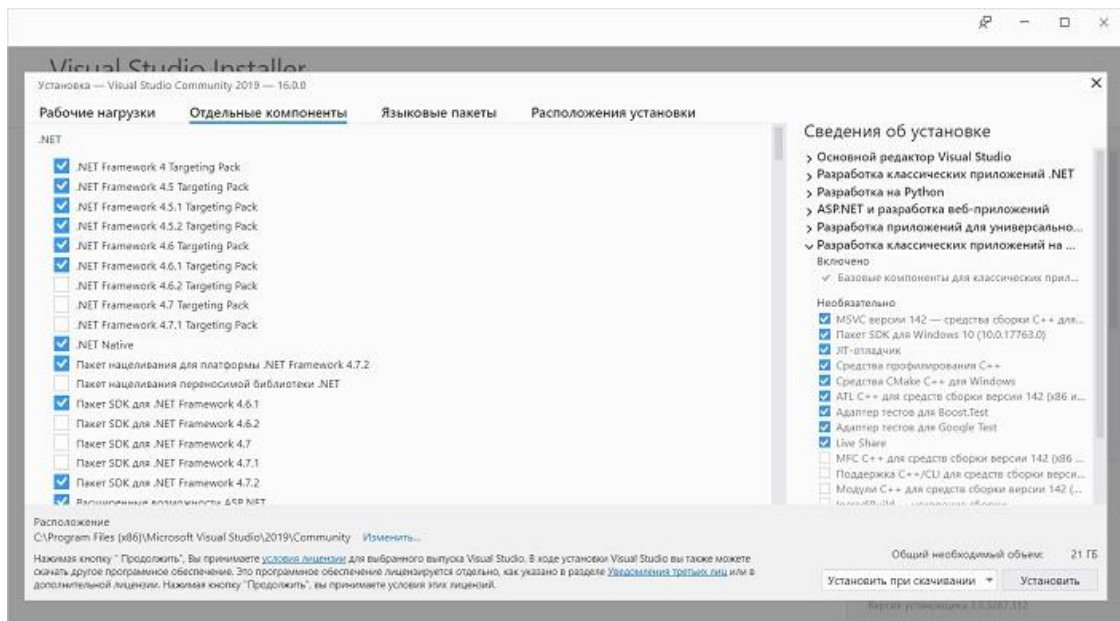 Visual Studio Installer
Установка — Visual Studio Community 2019 — 16.0.0
Рабочие нагрузки Отдельные компоненты Языковые пакеты Расположения установки
.NET
.NET Framework 4 Targeting Pack
.NET Framework 4.5 Targeting Pack
.NET Framework 4.5.1 Targeting Pack
.NET Framework 4.5.2 Targeting Pack
.NET Framework 4.6 Targeting Pack
.NET Framework 4.6.1 Targeting Pack
.NET Framework 4.6.2 Targeting Pack
.NET Framework 4.7 Targeting Pack
.NET Framework 4.7.1 Targeting Pack
.NET Native
Пакет нацеливания для платформы .NET Framework 4.7.2
Пакет нацеливания переносимой библиотеки .NET
Пакет SDK для .NET Framework 4.6.1
Пакет SDK для .NET Framework 4.6.2
Пакет SDK для .NET Framework 4.7
Пакет SDK для .NET Framework 4.7.1
Пакет SDK для .NET Framework 4.7.2
Расширенные возможности ASP.NET
Сведения об установке
Основной редактор Visual Studio
Разработка классических приложений .NET
Разработка на Python
ASP.NET и разработка веб-приложений
Разработка приложений для универсально...
Разработка классических приложений на ...
Включено
Базовые компоненты для классических прил...
Необязательно
MSVC версии 142 — средства сборки C++ для...
Пакет SDK для Windows 10 (10.0.17763.0)
JIT-отладчик
Средства профилирования C++
Средства CMake C++ для Windows
ATL C++ для средств сборки версии 142 (x86 и...
Адаптер тестов для Boost.Test
Адаптер тестов для Google Test
Live Share
MFC C++ для средств сборки версии 142 (x86 ...
Поддержка C++/CLI для средств сборки верси...
Модули C++ для средств сборки версии 142 (...
IncrediBuild — ускорение сборки
Расположение
C:\Program Files (x86)\Microsoft Visual Studio\2019\Community Изменить...
Нажимая кнопку " Продолжить", Вы принимаете условия лицензии для выбранного выпуска Visual Studio. В ходе установки Visual Studio вы также можете
скачать другое программное обеспечение. Это программное обеспечение лицензируется отдельно, как указано в разделе Уведомления третьих лиц или в
дополнительной лицензии. Нажимая кнопку "Продолжить", вы принимаете условия этих лицензий.
Общий необходимый объем: 21 ГБ
Установить при скачивании Установить
Версия установщика 2.0.3287.312